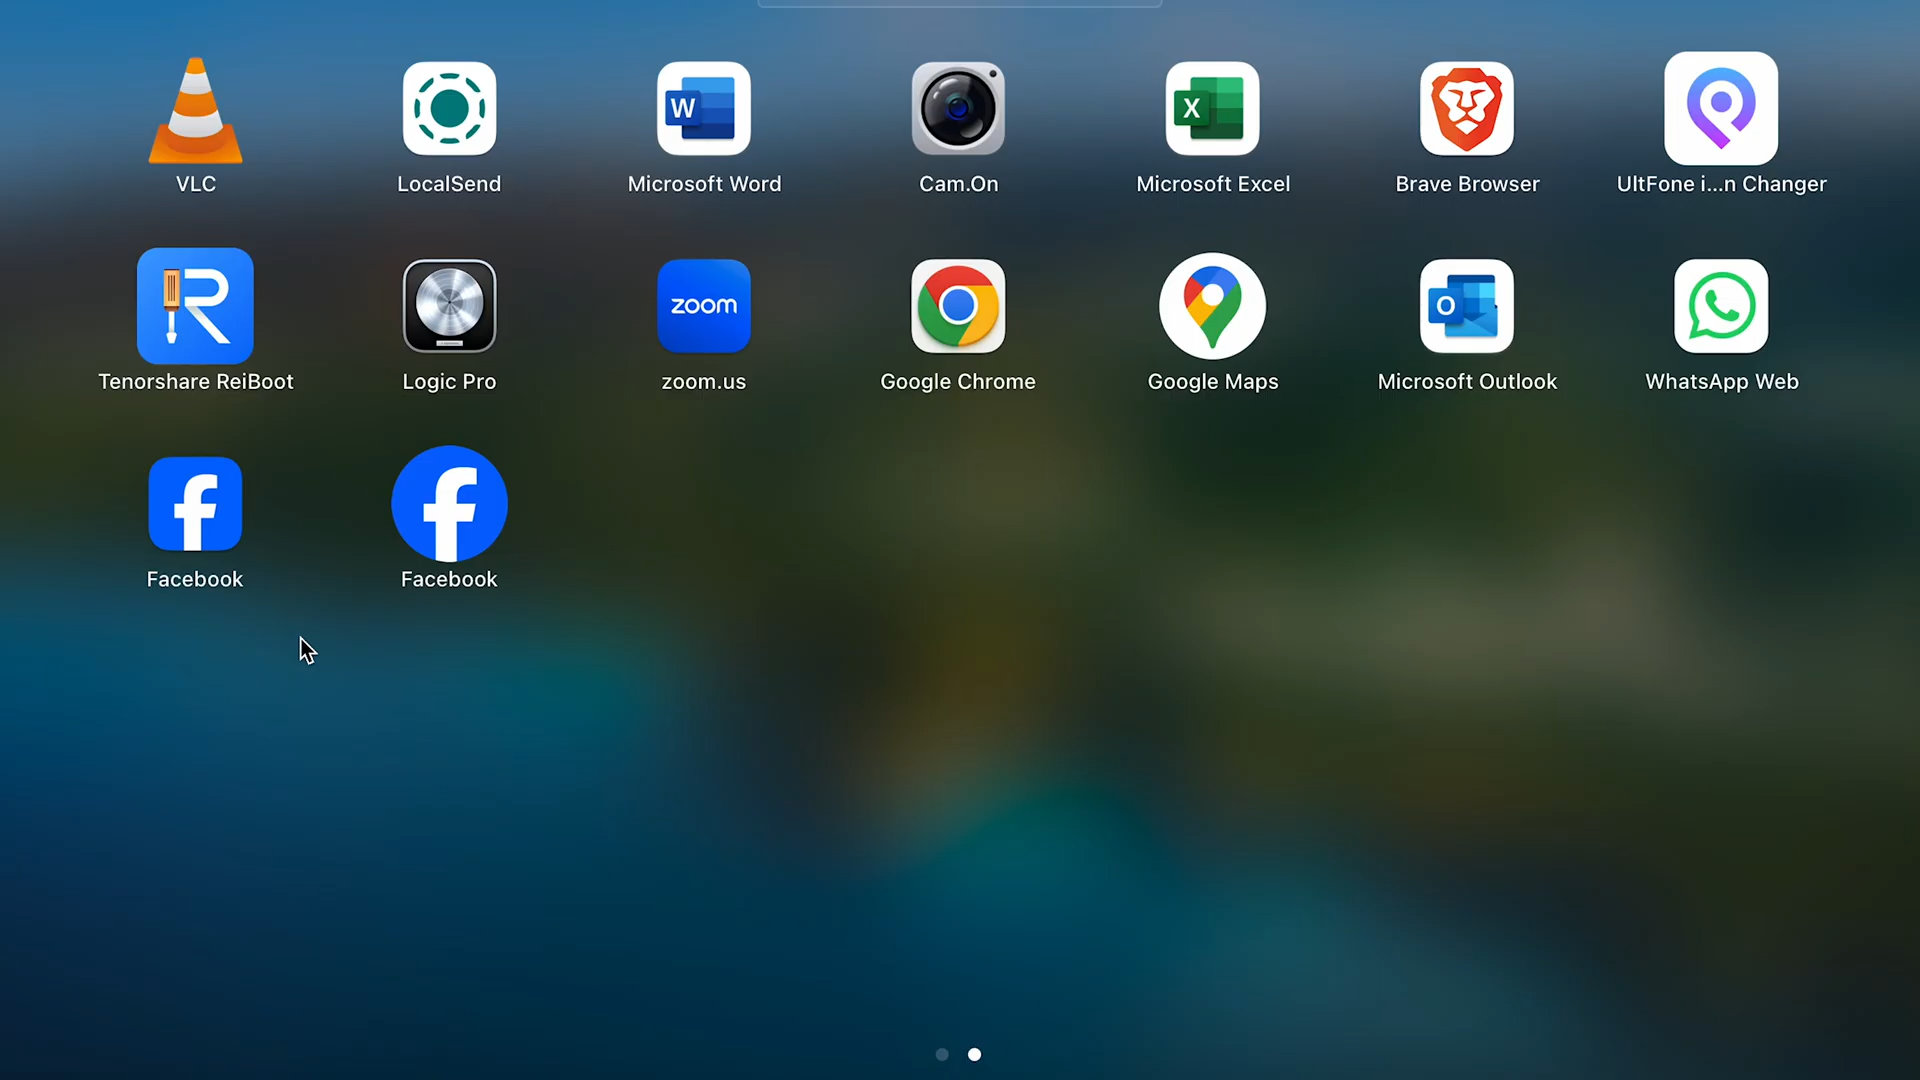 VLC
LocalSend
W
Microsoft Word
Cam.On
X
Microsoft Excel
Brave Browser
UltFone i...n Changer
R
Tenorshare ReiBoot
Logic Pro
zoom
zoom.us
Google Chrome
Google Maps
O
Microsoft Outlook
WhatsApp Web
f
Facebook
f
Facebook